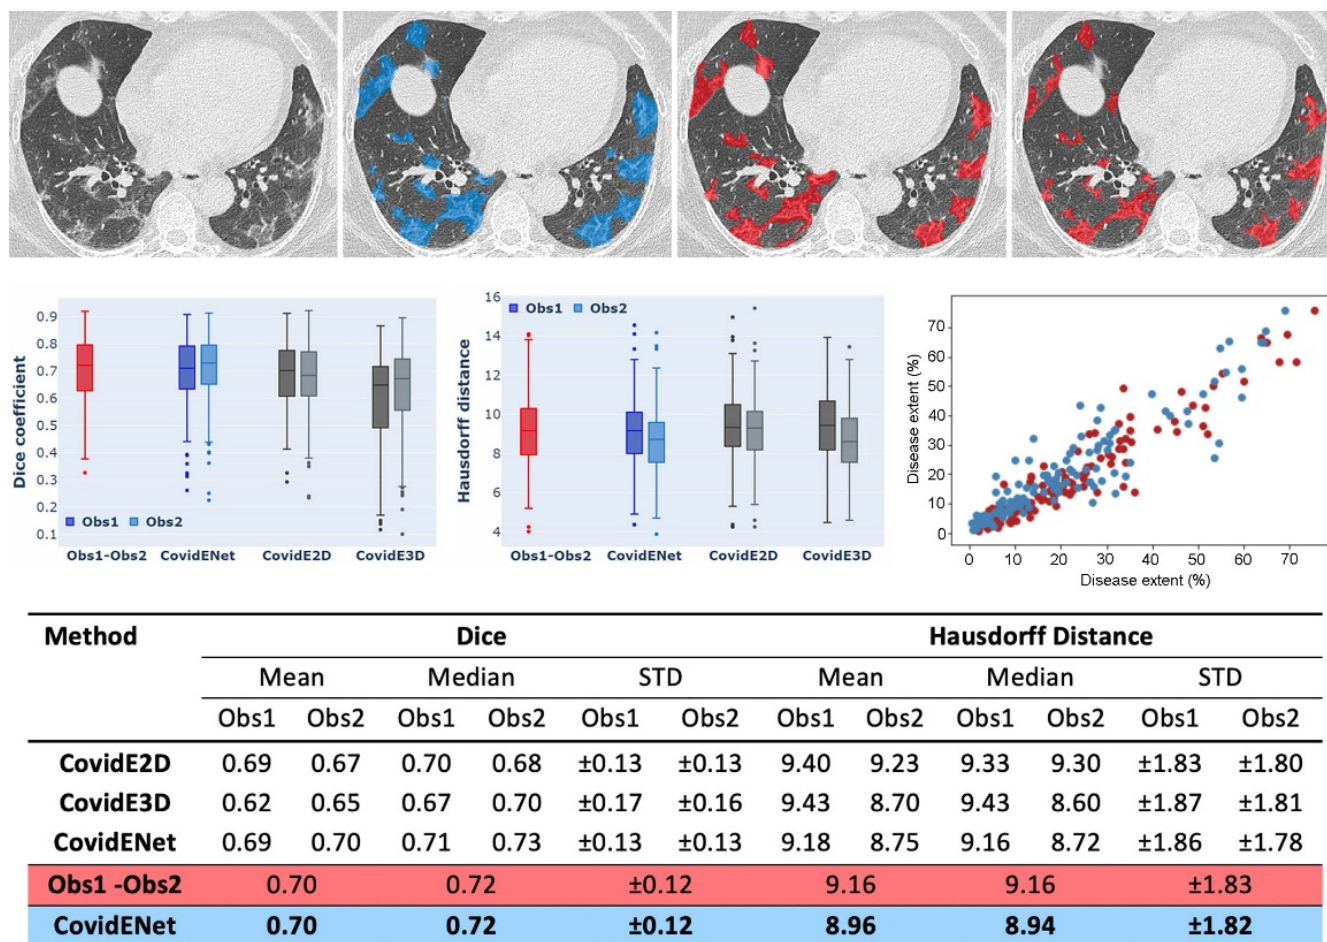 Dice coefficient
0.9
0.8
0.7
0.6
0.5
0.4
0.3
0.2
0.1
Obs1 Obs2
Obs1-Obs2 CovidENet CovidE2D CovidE3D
Hausdorff distance
16
14
12
10
8
6
4
Obs1 Obs2
Obs1-Obs2 CovidENet CovidE2D CovidE3D
Disease extent (%)
70
50
40
30
20
10
0
0 10 20 30 40 50 60 70
Disease extent (%)
Method Dice Hausdorff Distance
Mean Median STD Mean Median STD
Obs1 Obs2 Obs1 Obs2 Obs1 Obs2 Obs1 Obs2 Obs1 Obs2 Obs1 Obs2
CovidE2D 0.69 0.67 0.70 0.68 ±0.13 ±0.13 9.40 9.23 9.33 9.30 ±1.83 ±1.80
CovidE3D 0.62 0.65 0.67 0.70 ±0.17 ±0.16 9.43 8.70 9.43 8.60 ±1.87 ±1.81
CovidENet 0.69 0.70 0.71 0.73 ±0.13 ±0.13 9.18 8.75 9.16 8.72 ±1.86 ±1.78
Obs1 -Obs2 0.70 0.72 ±0.12 9.16 9.16 ±1.83
CovidENet 0.70 0.72 ±0.12 8.96 8.94 ±1.82